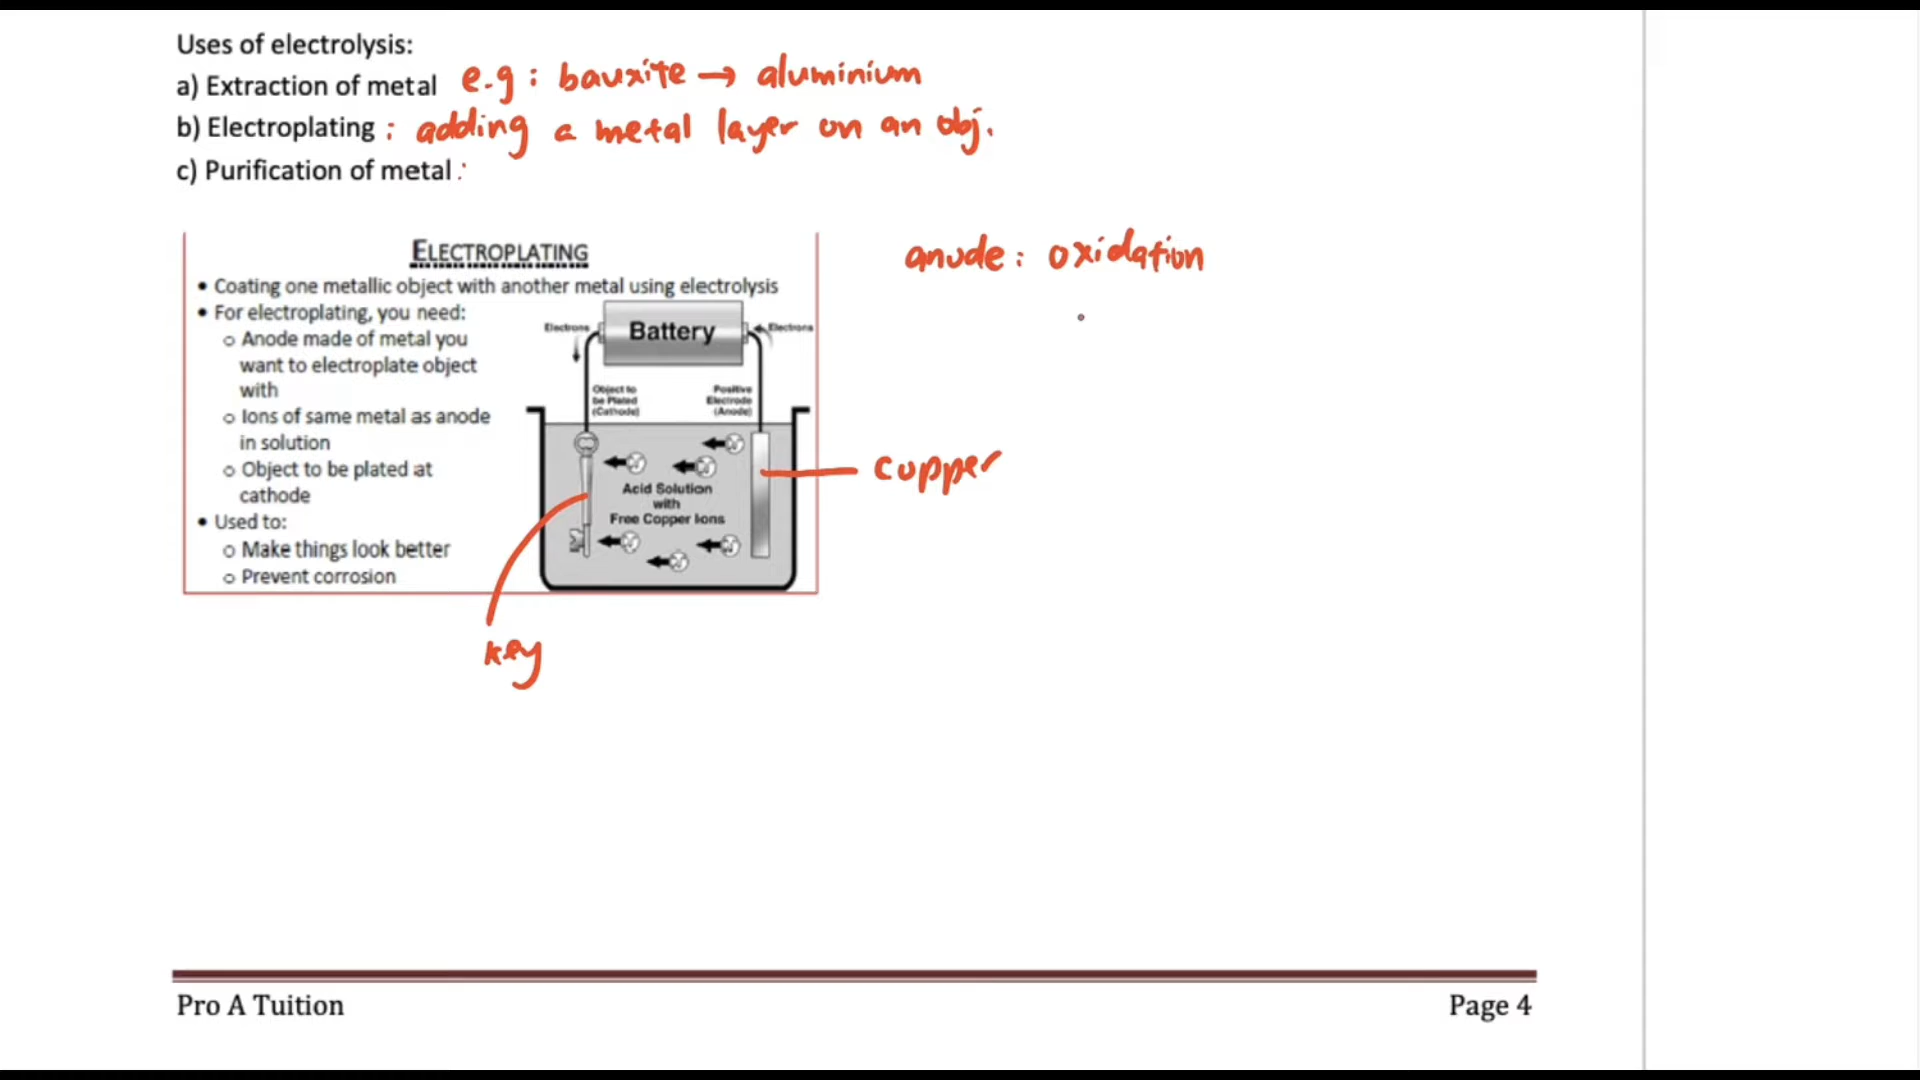 Uses of electrolysis:
a) Extraction of metal e.g : bauxite → aluminium
b) Electroplating : adding a metal layer on an obj.
c) Purification of metal :
ELECTROPLATING
• Coating one metallic object with another metal using electrolysis
• For electroplating, you need:
o Anode made of metal you
want to electroplate object
with
o Ions of same metal as anode
in solution
o Object to be plated at
cathode
• Used to:
o Make things look better
o Prevent corrosion
Electrons
Battery
Electrons
Object to
be Plated
(Cathode)
Positive
Electrode
(Anode)
Acid Solution
with
Free Copper Ions
anode : oxidation
copper
key
Pro A Tuition
Page 4